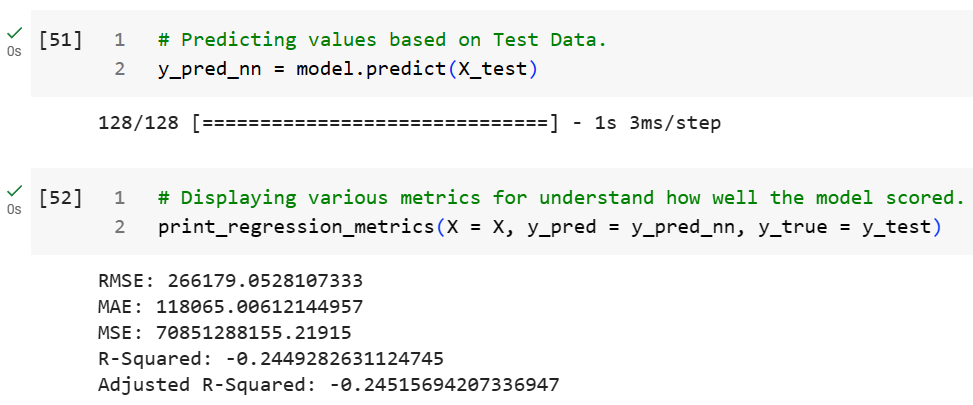 [51] 1 # Predicting values based on Test Data.
0s 2 y_pred_nn = model.predict(X_test)
128/128 [==============================] - 1s 3ms/step
[52] 1 # Displaying various metrics for understand how well the model scored.
0s 2 print_regression_metrics(X = X, y_pred = y_pred_nn, y_true = y_test)
RMSE: 266179.0528107333
MAE: 118065.00612144957
MSE: 70851288155.21915
R-Squared: -0.2449282631124745
Adjusted R-Squared: -0.24515694207336947